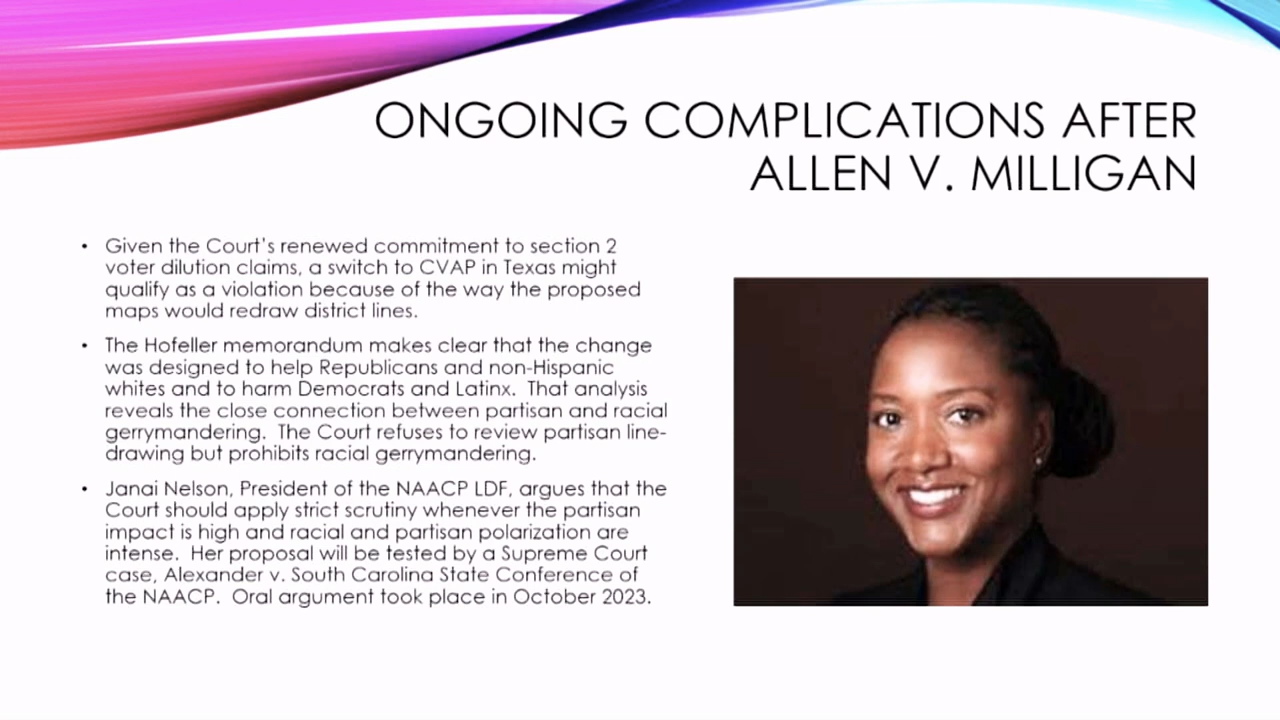 ONGOING COMPLICATIONS AFTER
ALLEN V. MILLIGAN
• Given the Court's renewed commitment to section 2
voter dilution claims, a switch to CVAP in Texas might
qualify as a violation because of the way the proposed
maps would redraw district lines.
• The Hofeller memorandum makes clear that the change
was designed to help Republicans and non-Hispanic
whites and to harm Democrats and Latinx.  That analysis
reveals the close connection between partisan and racial
gerrymandering.  The Court refuses to review partisan line-
drawing but prohibits racial gerrymandering.
• Janai Nelson, President of the NAACP LDF, argues that the
Court should apply strict scrutiny whenever the partisan
impact is high and racial and partisan polarization are
intense.  Her proposal will be tested by a Supreme Court
case, Alexander v. South Carolina State Conference of
the NAACP.  Oral argument took place in October 2023.